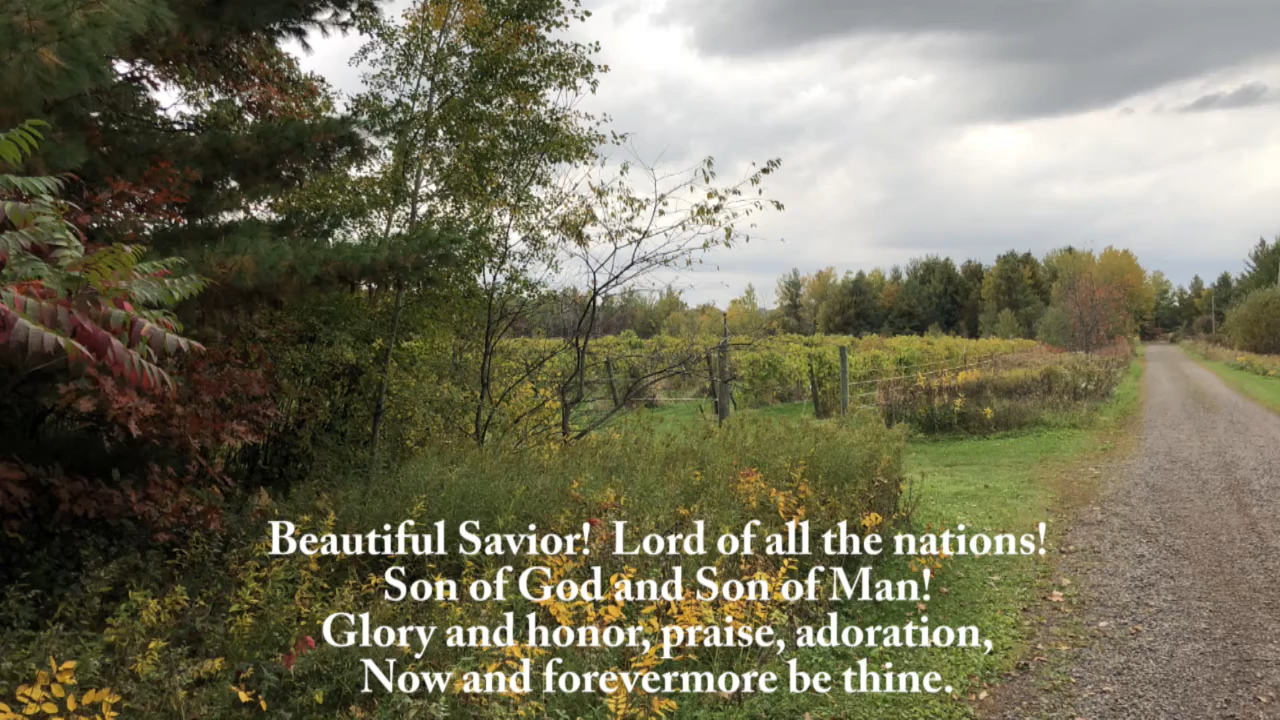 Beautiful Savior! Lord of all the nations!
Son of God and Son of Man!
Glory and honor, praise, adoration,
Now and forevermore be thine.